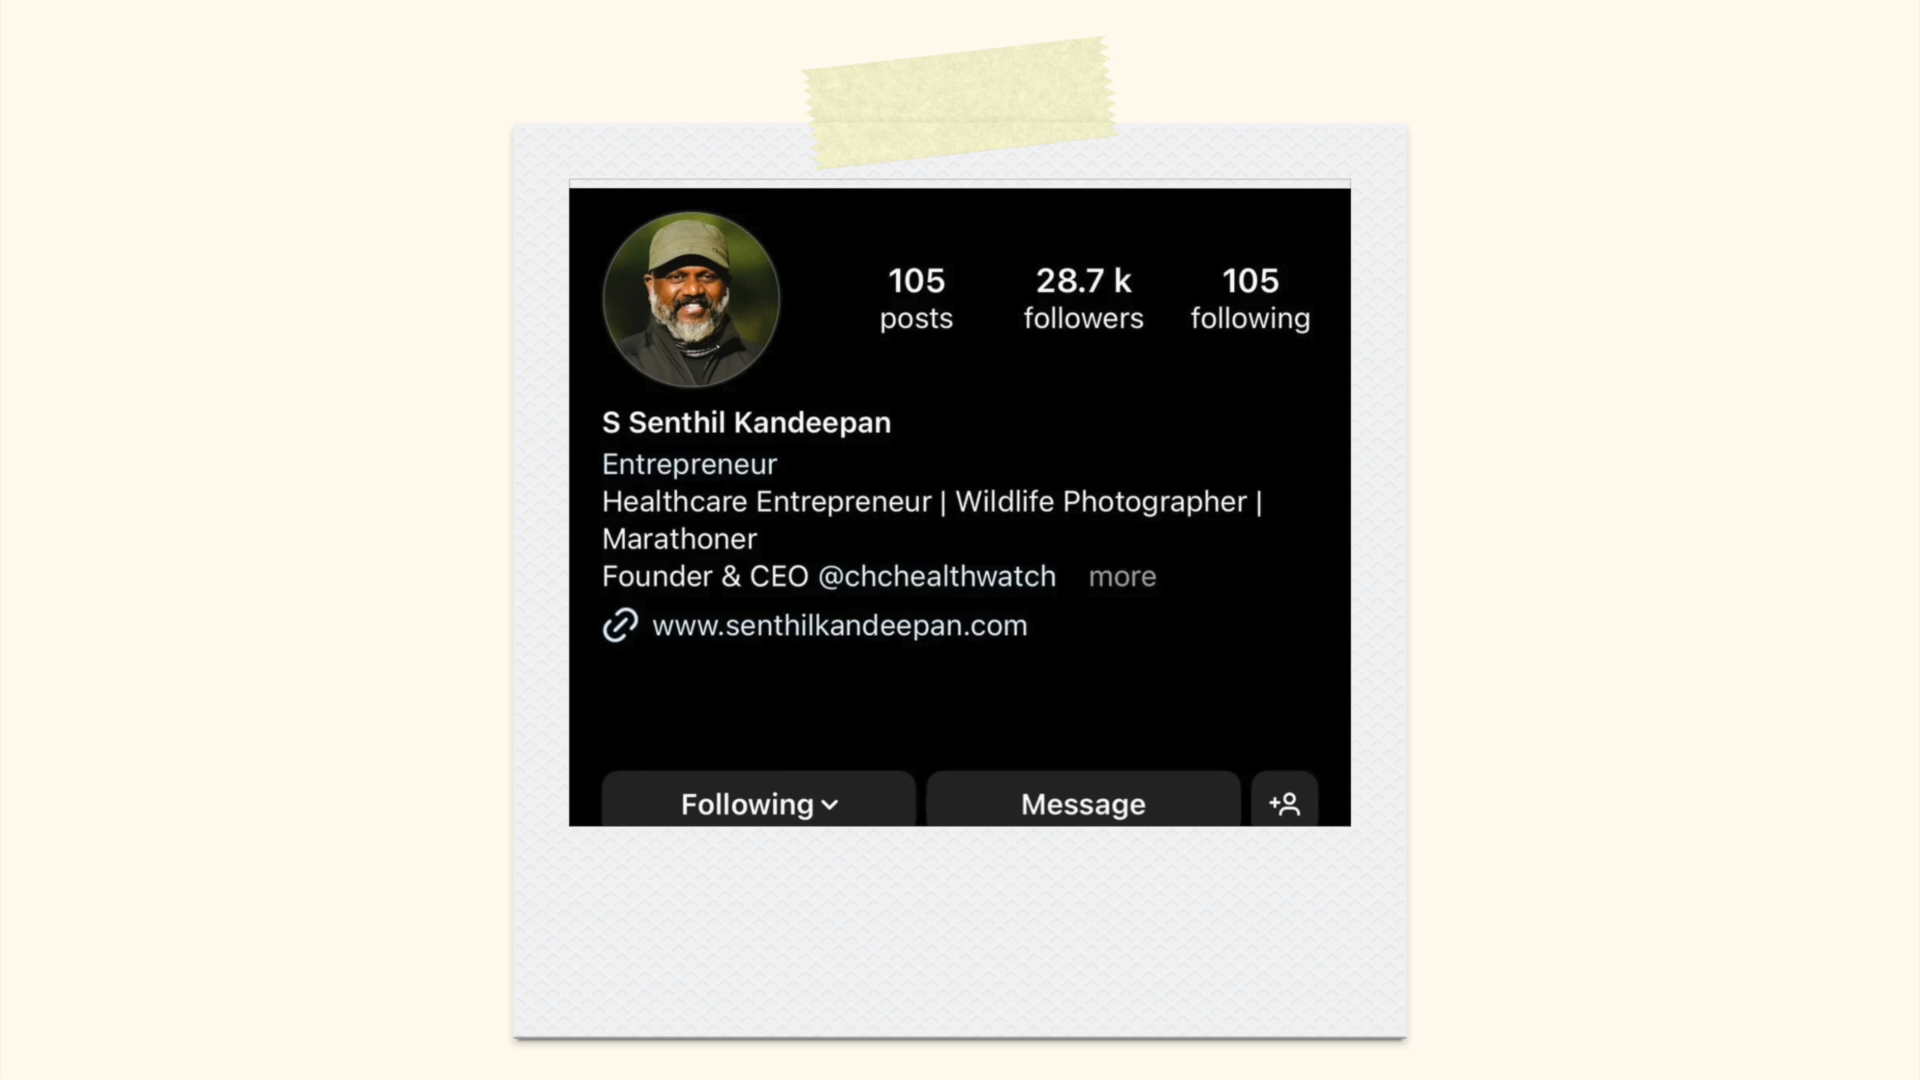 105 28.7 k 105
posts followers following
S Senthil Kandeepan
Entrepreneur
Healthcare Entrepreneur | Wildlife Photographer |
Marathoner
Founder & CEO @chchealthwatch more
www.senthilkandeepan.com
Following Message